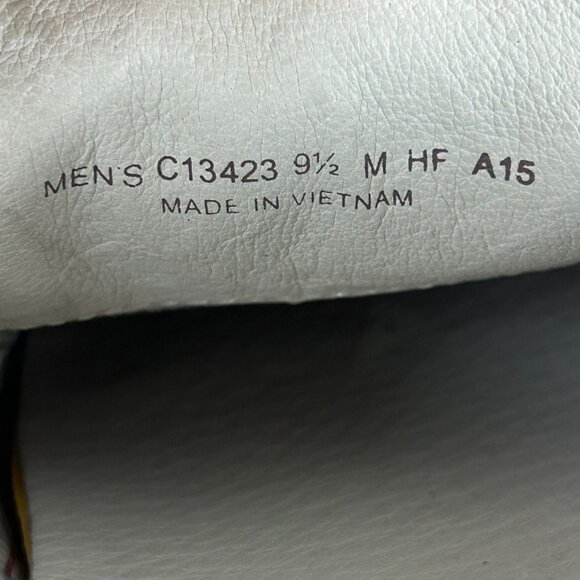 MEN'S C13423 9½ M HF A15
MADE IN VIETNAM